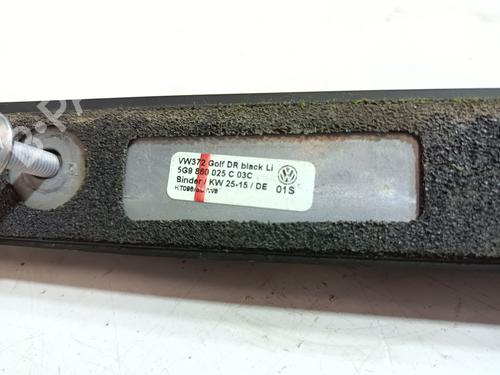 VW372 Golf DR black Li
5G9 860 025 C 03C
Binder / KW 25-15 / DE 01S